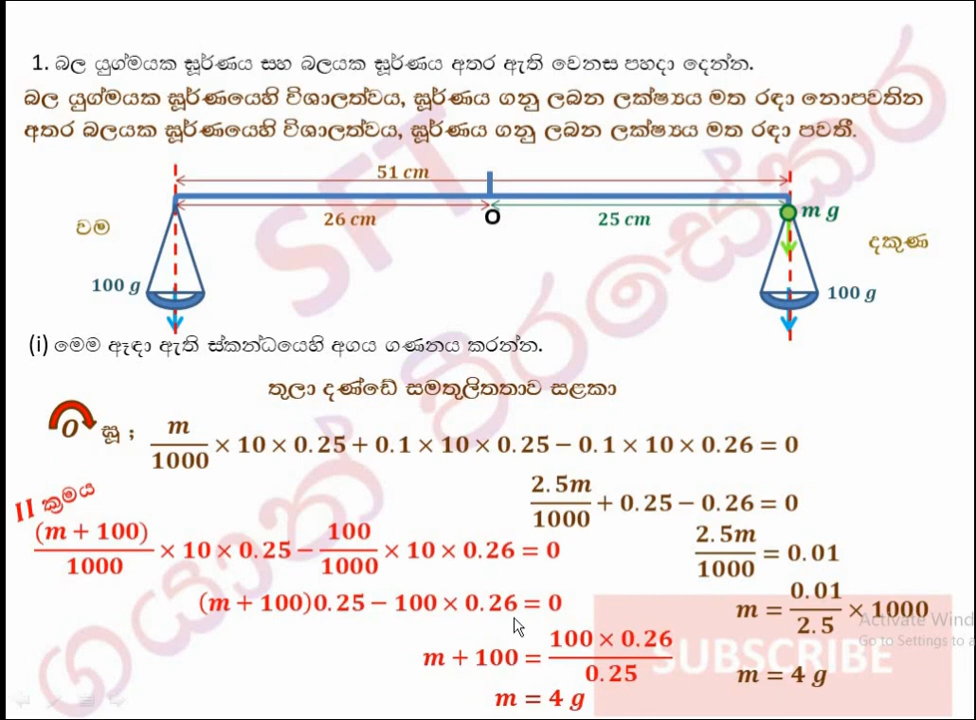 1. බල යුග්මයක ඝූර්ණය සහ බලයක ඝූර්ණය අතර ඇති වෙනස පහදා දෙන්න.
බල යුග්මයක ඝූර්ණයෙහි විශාලත්වය, ඝූර්ණය ගනු ලබන ලක්ෂ්‍යය මත රඳා නොපවතින
අතර බලයක ඝූර්ණයෙහි විශාලත්වය, ඝූර්ණය ගනු ලබන ලක්ෂ්‍යය මත රඳා පවතී.
51 cm
26 cm O 25 cm m g
වම දකුණ
100 g 100 g
(i) මෙම ඈඳා ඇති ස්කන්ධයෙහි අගය ගණනය කරන්න.
තුලා දණ්ඩේ සමතුලිතතාව සළකා
O ඝූ ; m/1000 × 10 × 0.25 + 0.1 × 10 × 0.25 − 0.1 × 10 × 0.26 = 0
2.5m/1000 + 0.25 − 0.26 = 0
II ක්‍රමය
(m + 100)/1000 × 10 × 0.25 − 100/1000 × 10 × 0.26 = 0
2.5m/1000 = 0.01
(m + 100)0.25 − 100 × 0.26 = 0
m = 0.01/2.5 × 1000
m + 100 = (100 × 0.26)/0.25
m = 4 g
m = 4 g
Activate Wind
Go to Settings to a
SUBSCRIBE
SFT
ගයාන් වීරසේකර